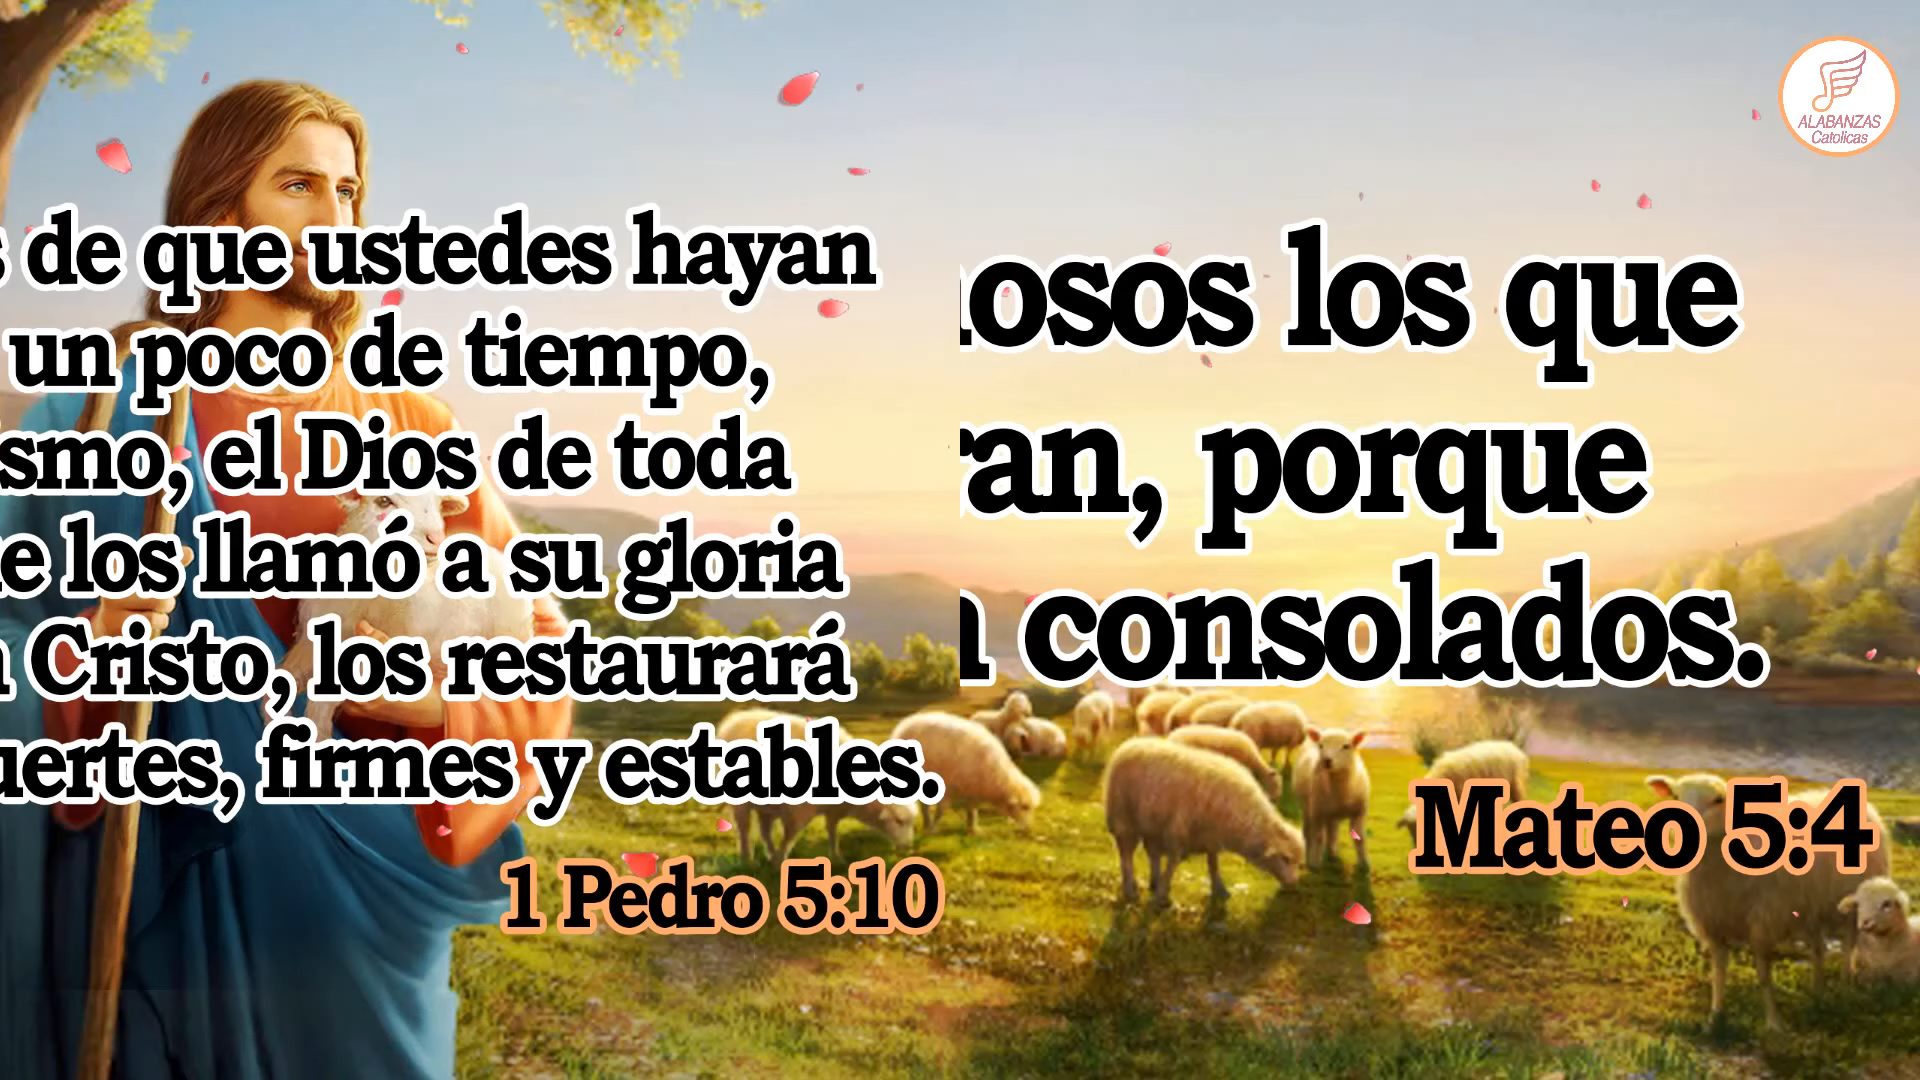 de que ustedes hayan
un poco de tiempo,
smo, el Dios de toda
e los llamó a su gloria
Cristo, los restaurará
uertes, firmes y estables.
1 Pedro 5:10
osos los que
ran, porque
consolados.
Mateo 5:4
ALABANZAS
Catolicas